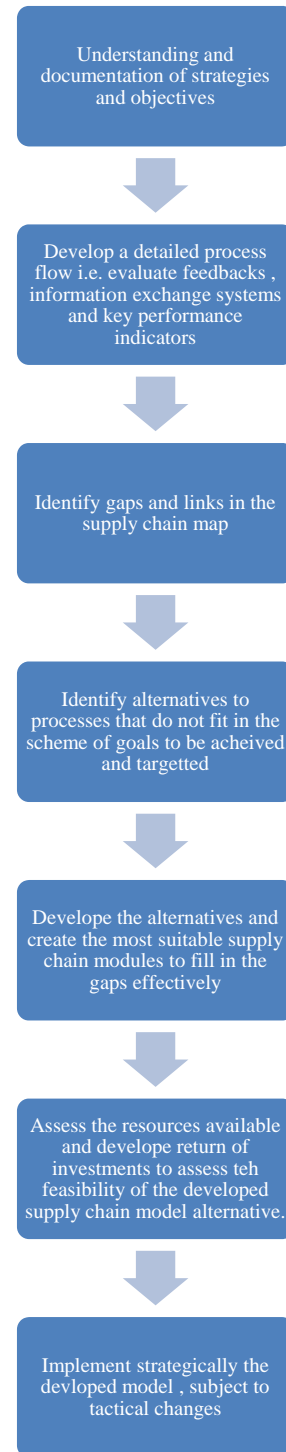 Understanding and
documentation of strategies
and objectives
Develop a detailed process
flow i.e. evaluate feedbacks ,
information exchange systems
and key performance
indicators
Identify gaps and links in the
supply chain map
Identify alternatives to
processes that do not fit in the
scheme of goals to be acheived
and targetted
Develope the alternatives and
create the most suitable supply
chain modules to fill in the
gaps effectively
Assess the resources available
and develope return of
investments to assess teh
feasibility of the developed
supply chain model alternative.
Implement strategically the
devloped model , subject to
tactical changes